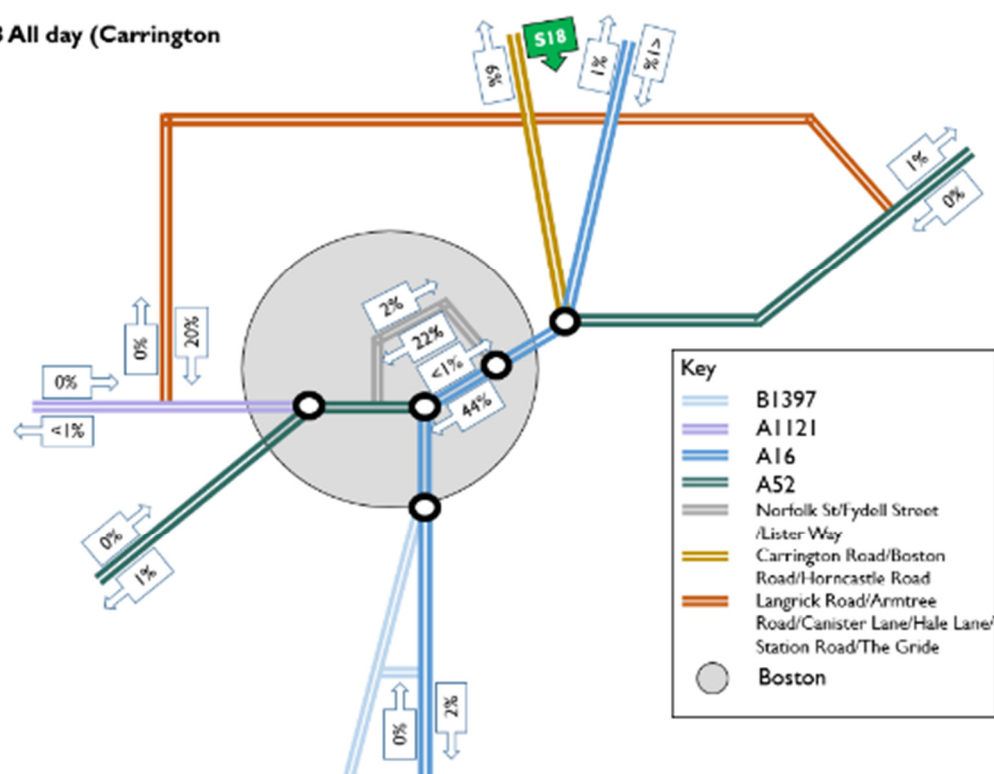 3 All day (Carrington
6%
S18
1%
<1%
1%
0%
2%
22%
<1%
44%
0%
20%
0%
<1%
0%
1%
0%
2%
Key
B1397
A1121
A16
A52
Norfolk St/Fydell Street
/Lister Way
Carrington Road/Boston
Road/Horncastle Road
Langrick Road/Armtree
Road/Canister Lane/Hale Lane/
Station Road/The Gride
Boston